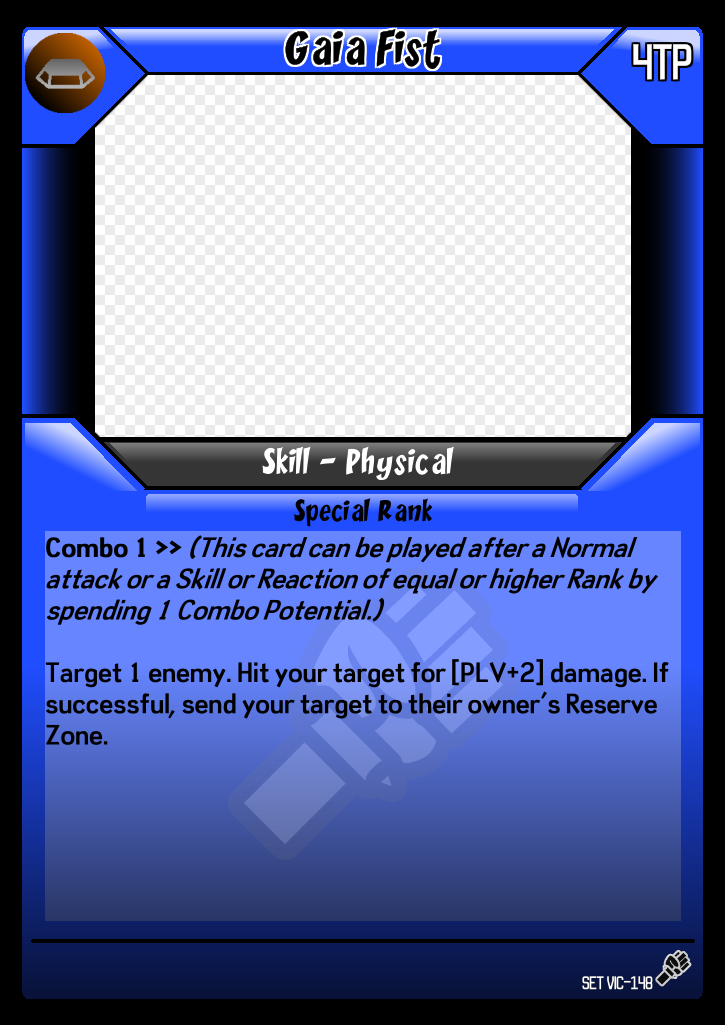 Gaia Fist
4TP
Skill - Physical
Special Rank
Combo 1 >> (This card can be played after a Normal
attack or a Skill or Reaction of equal or higher Rank by
spending 1 Combo Potential.)
Target 1 enemy. Hit your target for [PLV+2] damage. If
successful, send your target to their owner's Reserve
Zone.
SET VIC-148